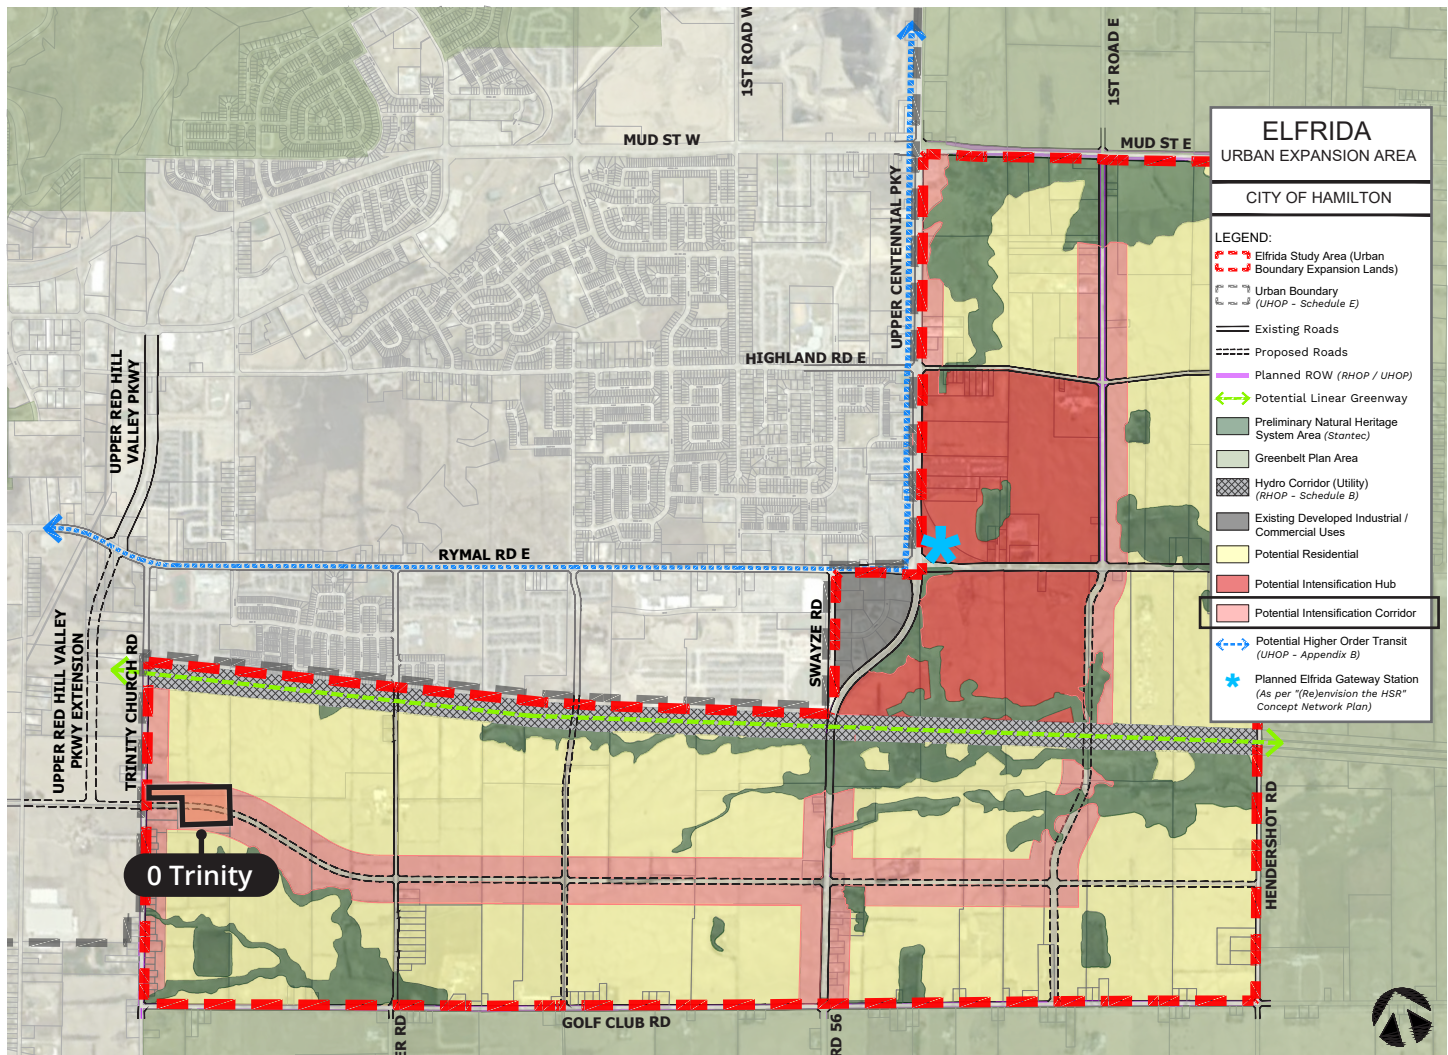 1ST ROAD W
1ST ROAD E
MUD ST W
MUD ST E
UPPER CENTENNIAL PKY
HIGHLAND RD E
UPPER RED HILL
VALLEY PKWY
RYMAL RD E
SWAYZE RD
UPPER RED HILL VALLEY
PKWY EXTENSION
TRINITY CHURCH RD
0 Trinity
HENDERSHOT RD
GOLF CLUB RD
ER RD
RD 56
ELFRIDA
URBAN EXPANSION AREA
CITY OF HAMILTON
LEGEND:
Elfrida Study Area (Urban
Boundary Expansion Lands)
Urban Boundary
(UHOP - Schedule E)
Existing Roads
Proposed Roads
Planned ROW (RHOP / UHOP)
Potential Linear Greenway
Preliminary Natural Heritage
System Area (Stantec)
Greenbelt Plan Area
Hydro Corridor (Utility)
(RHOP - Schedule B)
Existing Developed Industrial /
Commercial Uses
Potential Residential
Potential Intensification Hub
Potential Intensification Corridor
Potential Higher Order Transit
(UHOP - Appendix B)
Planned Elfrida Gateway Station
(As per "(Re)envision the HSR"
Concept Network Plan)